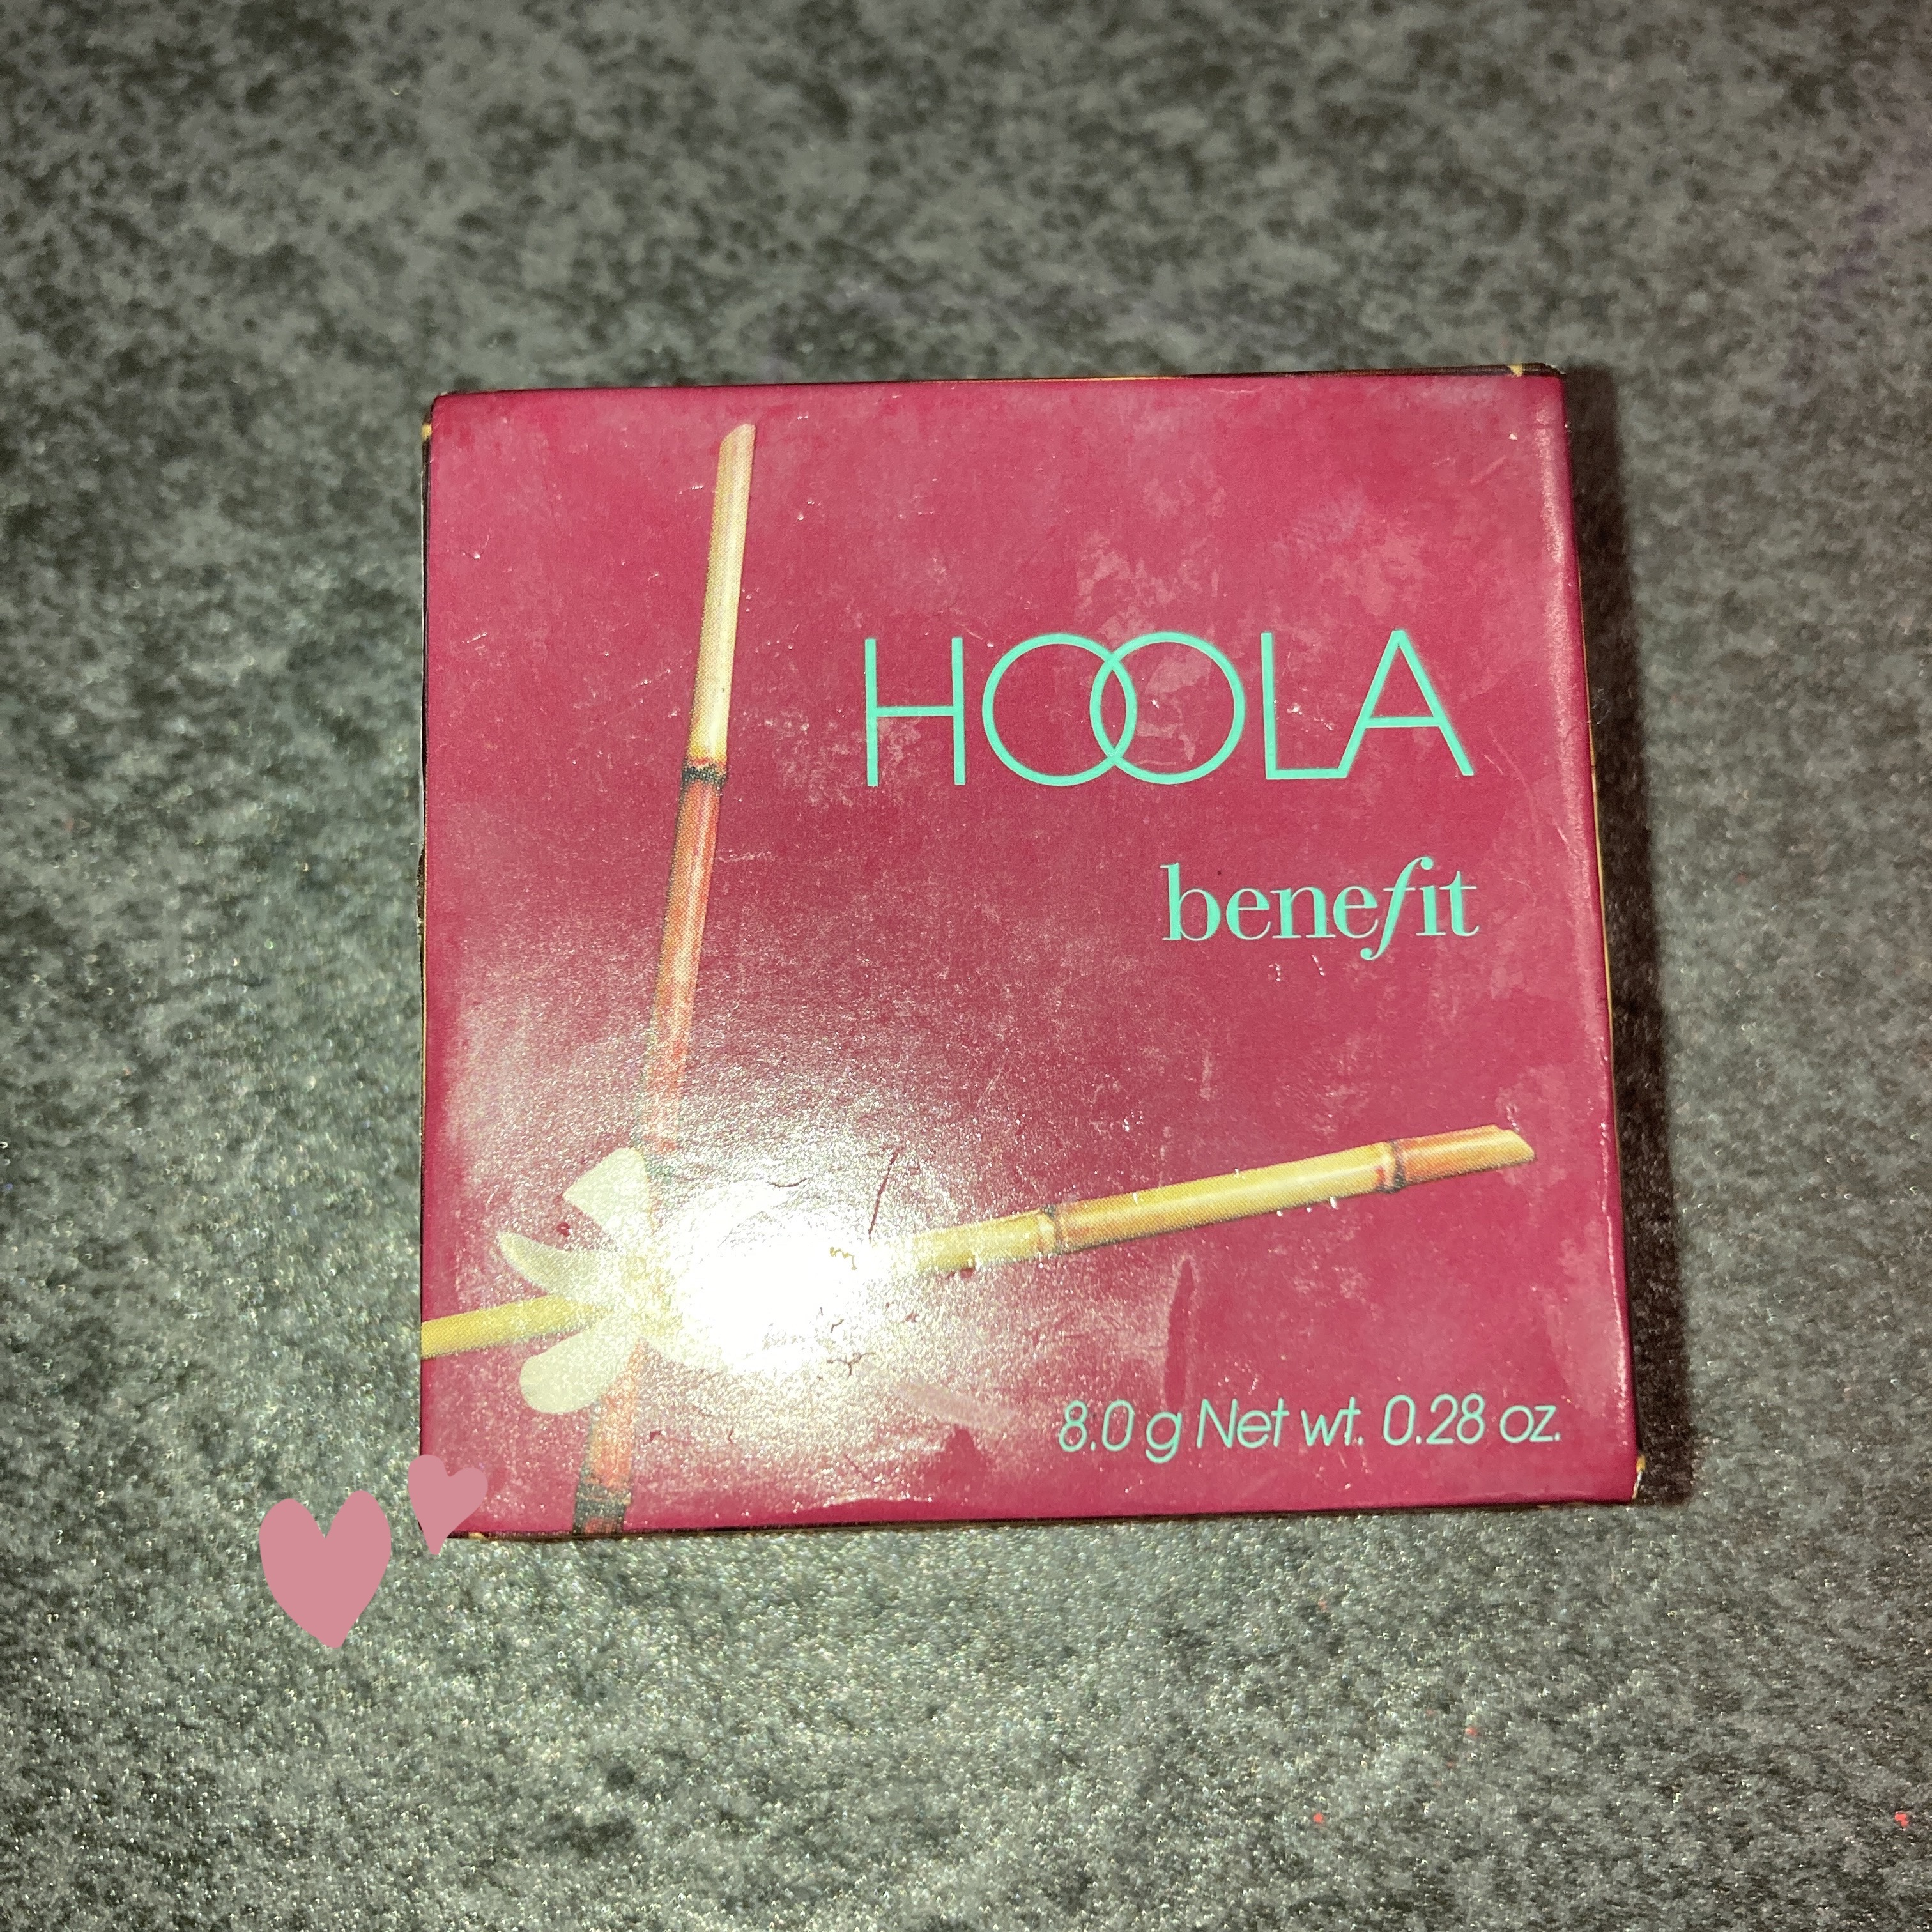 HOOLA
benefit
8.0 g Net wt. 0.28 oz.